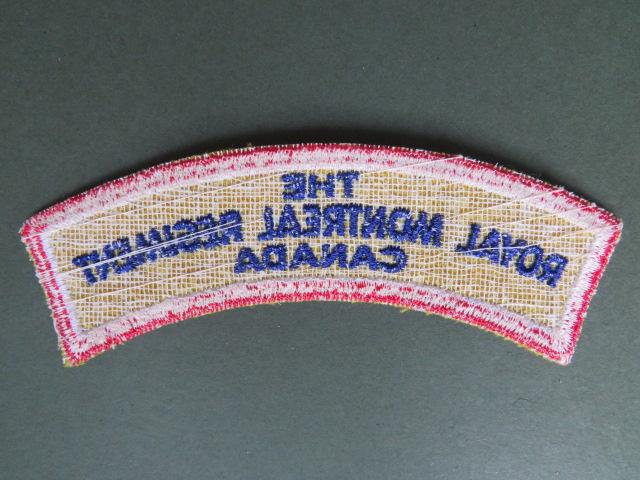 THE
ROYAL MONTREAL REGIMENT
CANADA